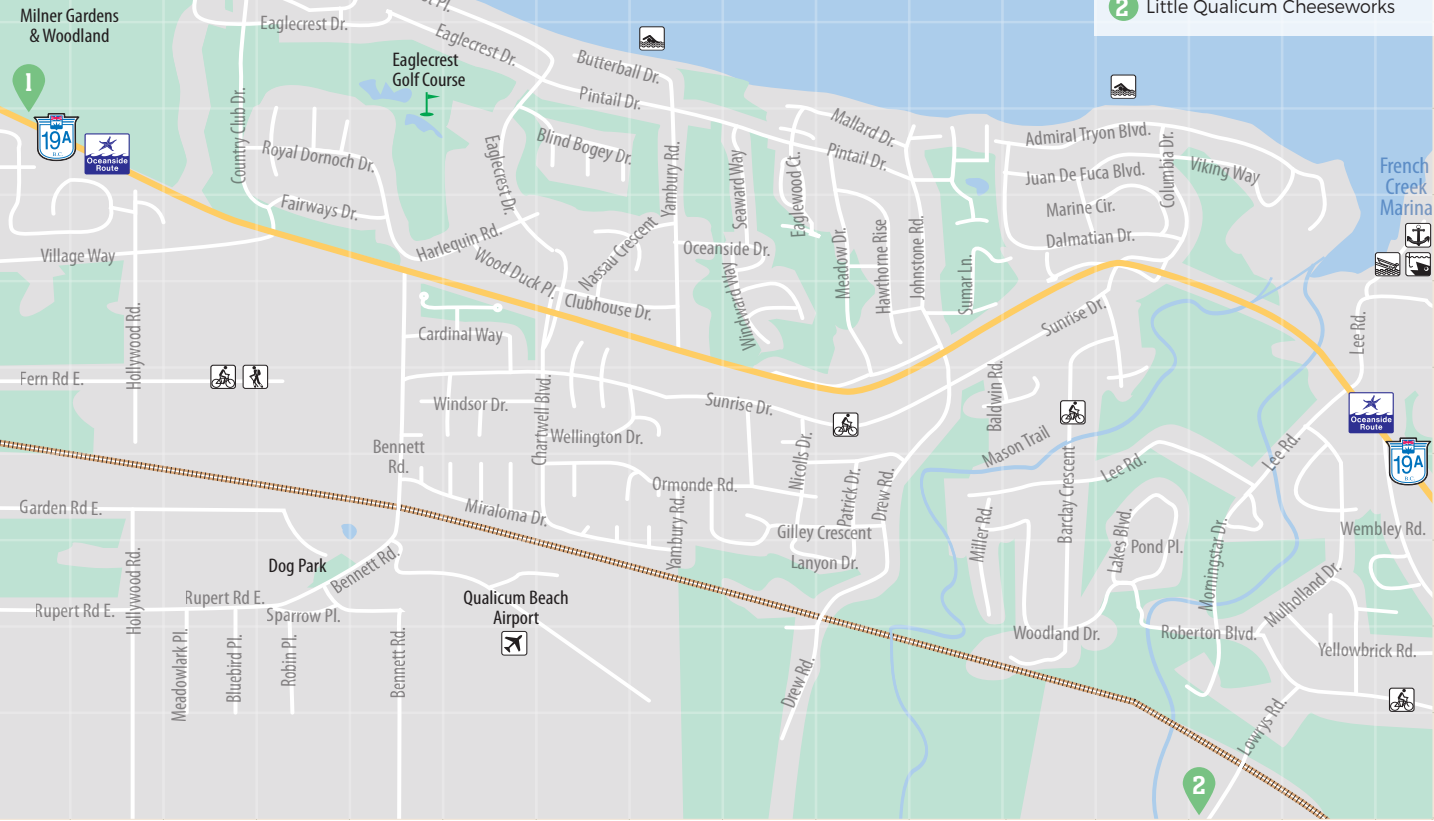 Milner Gardens
& Woodland
Eaglecrest Dr.
Pl.
Eaglecrest Dr.
2 Little Qualicum Cheeseworks
Eaglecrest
Golf Course
Butterball Dr.
Pintail Dr.
1
19A
B.C.
Oceanside
Route
Country Club Dr.
Royal Dornoch Dr.
Fairways Dr.
Eaglecrest Dr.
Blind Bogey Dr.
Yambury Rd.
Seaward Way
Eaglewood Ct.
Mallard Dr.
Pintail Dr.
Admiral Tryon Blvd.
Juan De Fuca Blvd.
Columbia Dr.
Viking Way
Marine Cir.
Dalmatian Dr.
French
Creek
Marina
Village Way
Harlequin Rd.
Wood Duck Pl.
Nassau Crescent
Clubhouse Dr.
Oceanside Dr.
Windward Way
Meadow Dr.
Hawthorne Rise
Johnstone Rd.
Sumar Ln.
Sunrise Dr.
Hollywood Rd.
Cardinal Way
Lee Rd.
Fern Rd E.
Windsor Dr.
Chartwell Blvd.
Wellington Dr.
Sunrise Dr.
Baldwin Rd.
Mason Trail
Oceanside
Route
19A
B.C.
Bennett
Rd.
Ormonde Rd.
Nicolls Dr.
Patrick Dr.
Drew Rd.
Lee Rd.
Lee Rd.
Barclay Crescent
Garden Rd E.
Miraloma Dr.
Yambury Rd.
Gilley Crescent
Lanyon Dr.
Miller Rd.
Lakes Blvd.
Pond Pl.
Morningstar Dr.
Wembley Rd.
Dog Park
Bennett Rd.
Hollywood Rd.
Rupert Rd E.
Rupert Rd E.
Sparrow Pl.
Qualicum Beach
Airport
Woodland Dr.
Roberton Blvd.
Mulholland Dr.
Yellowbrick Rd.
Meadowlark Pl.
Bluebird Pl.
Robin Pl.
Bennett Rd.
Drew Rd.
Lowrys Rd.
2